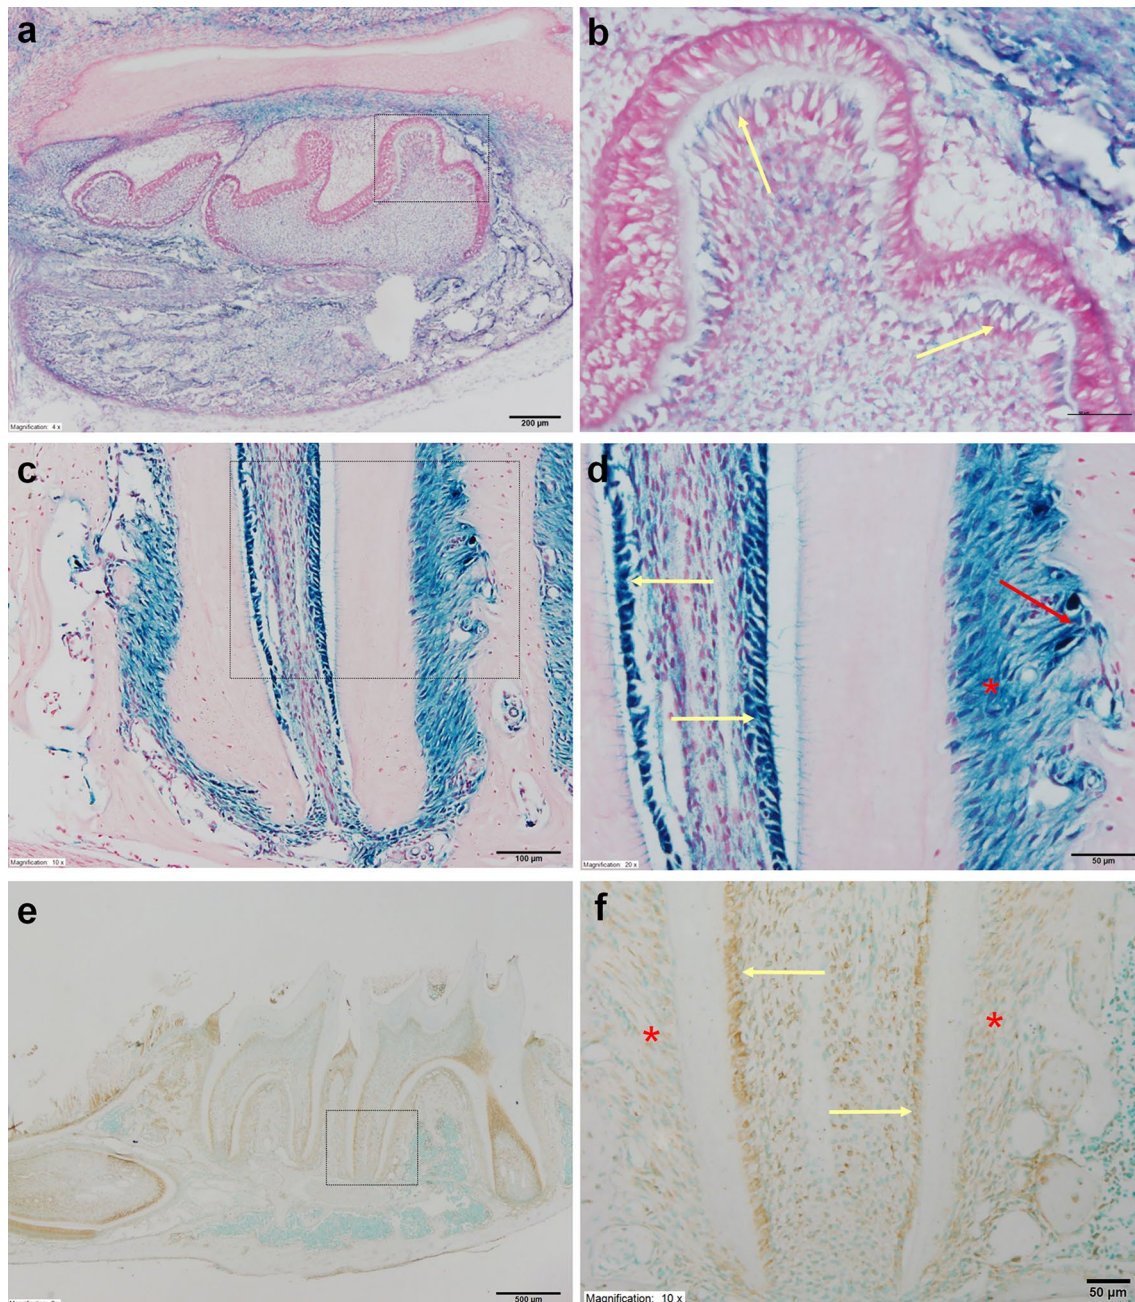 a
b
Magnification: 4 x
200 µm
c
d
Magnification: 10 x
100 µm
Magnification: 20 x
50 µm
*
e
f
500 µm
* *
Magnification: 10 x
50 µm